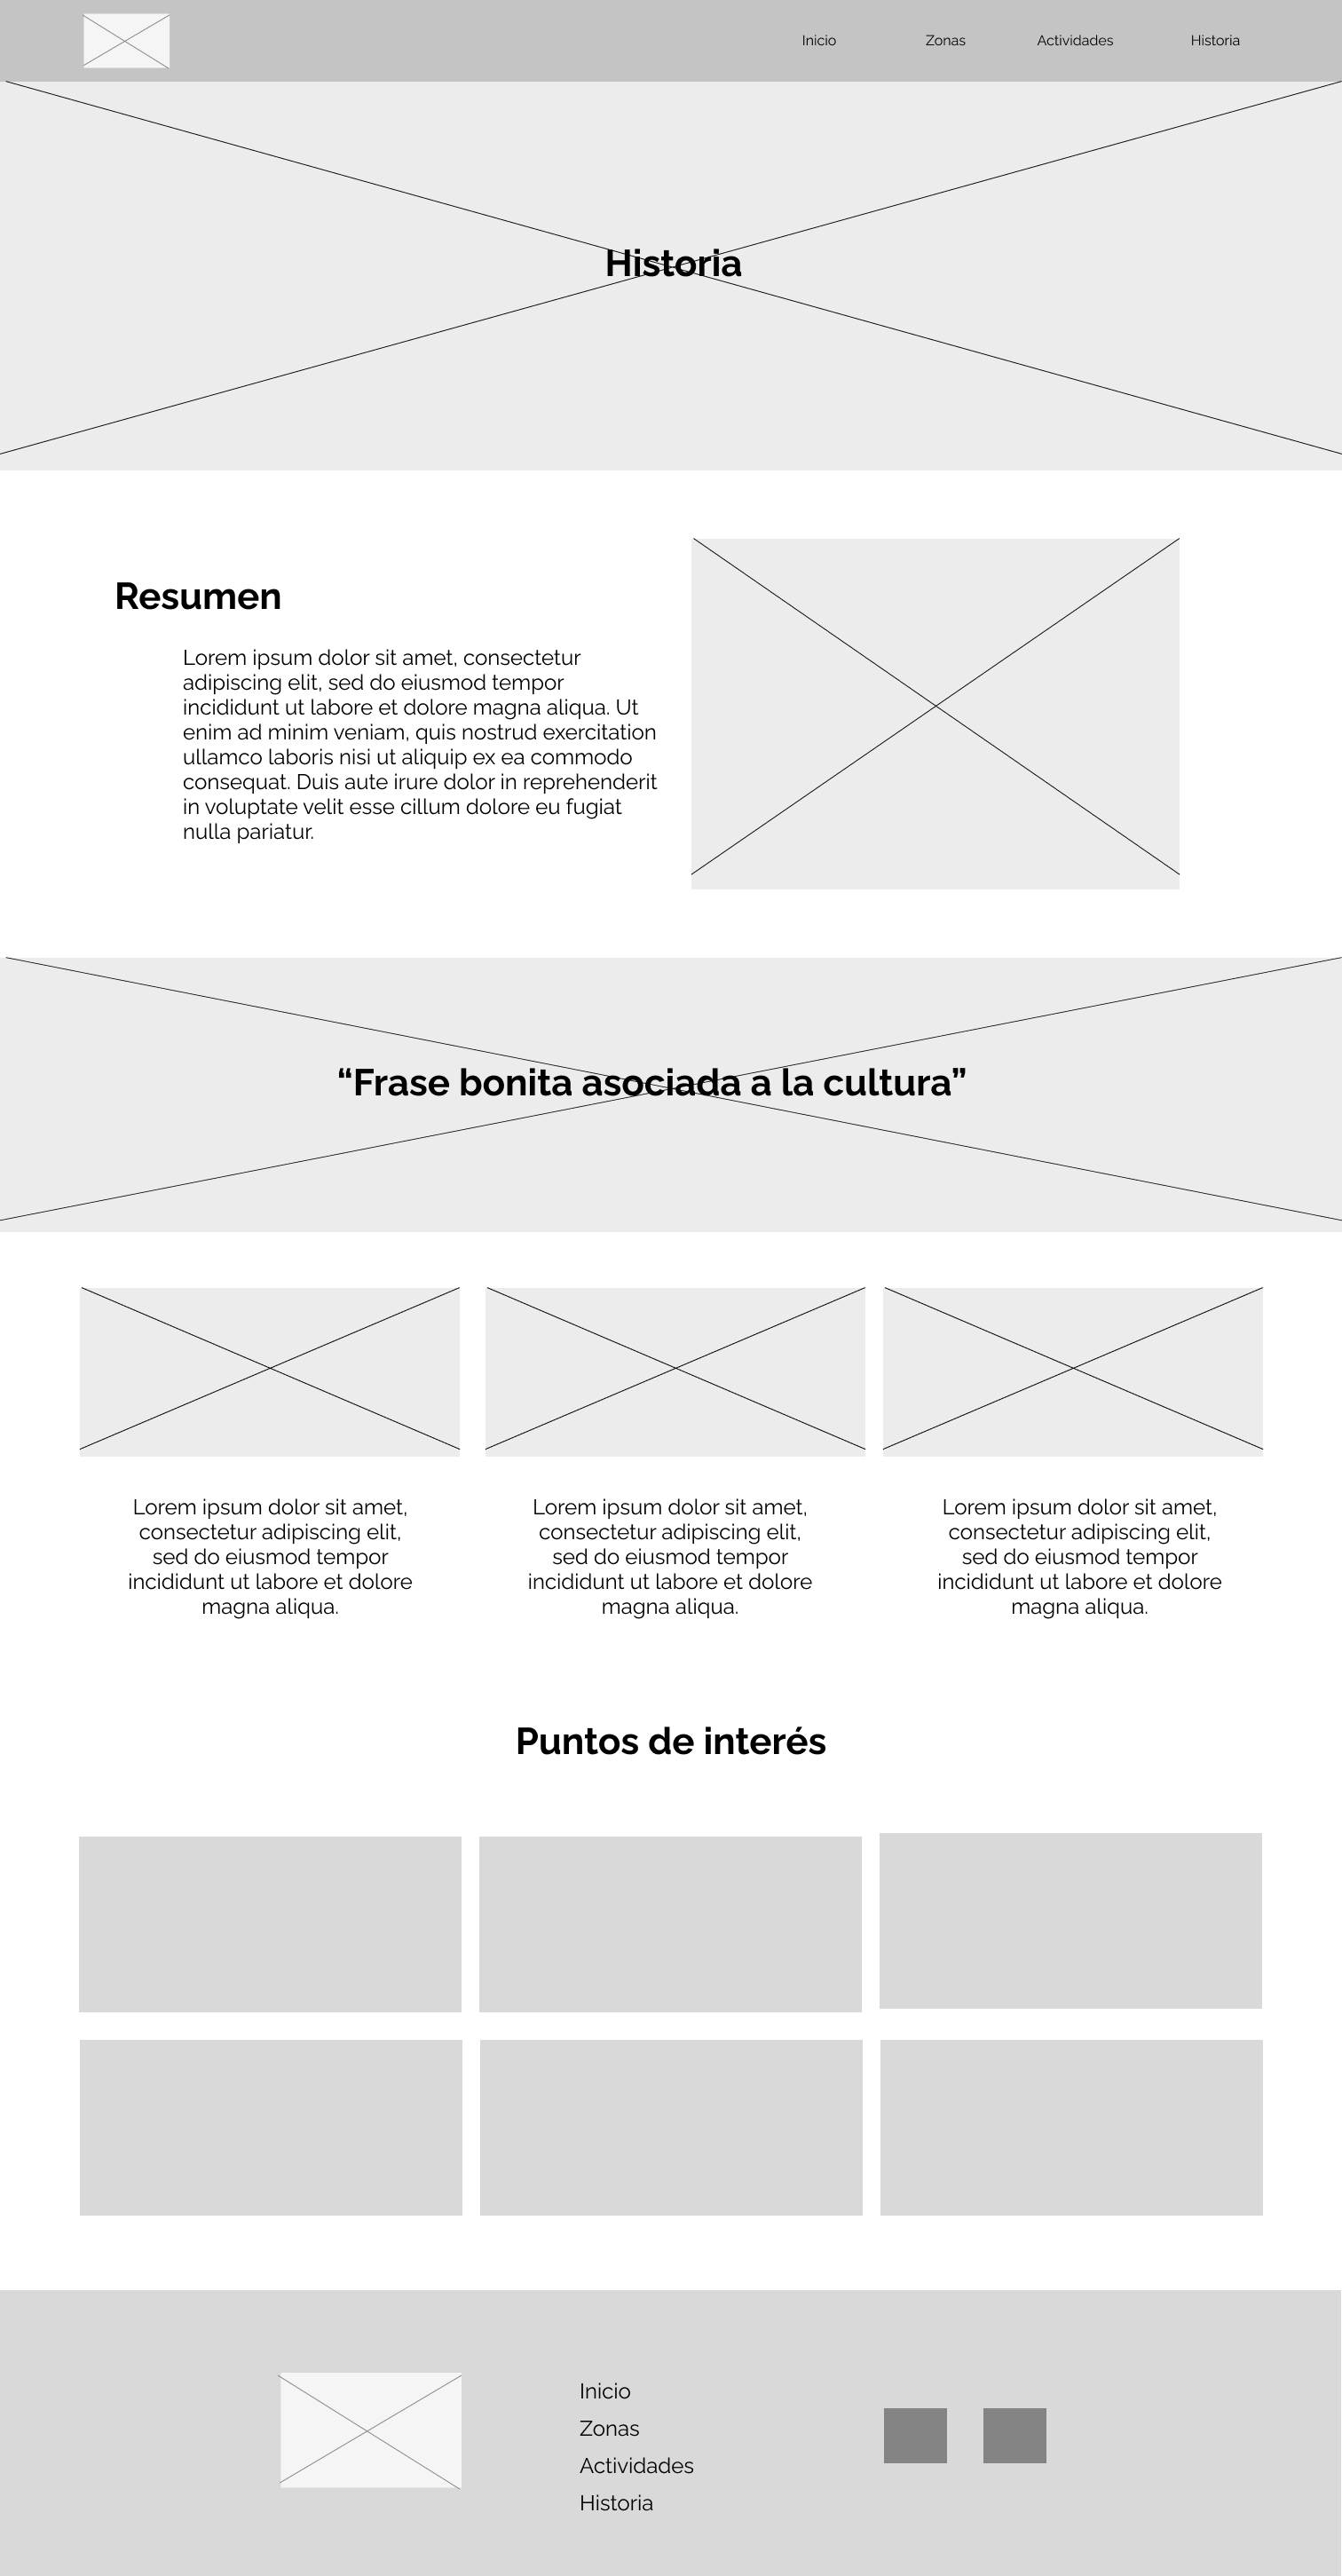 Inicio Zonas Actividades Historia
Historia
Resumen
Lorem ipsum dolor sit amet, consectetur
adipiscing elit, sed do eiusmod tempor
incididunt ut labore et dolore magna aliqua. Ut
enim ad minim veniam, quis nostrud exercitation
ullamco laboris nisi ut aliquip ex ea commodo
consequat. Duis aute irure dolor in reprehenderit
in voluptate velit esse cillum dolore eu fugiat
nulla pariatur.
“Frase bonita asociada a la cultura”
Lorem ipsum dolor sit amet,
consectetur adipiscing elit,
sed do eiusmod tempor
incididunt ut labore et dolore
magna aliqua.
Lorem ipsum dolor sit amet,
consectetur adipiscing elit,
sed do eiusmod tempor
incididunt ut labore et dolore
magna aliqua.
Lorem ipsum dolor sit amet,
consectetur adipiscing elit,
sed do eiusmod tempor
incididunt ut labore et dolore
magna aliqua.
Puntos de interés
Inicio
Zonas
Actividades
Historia